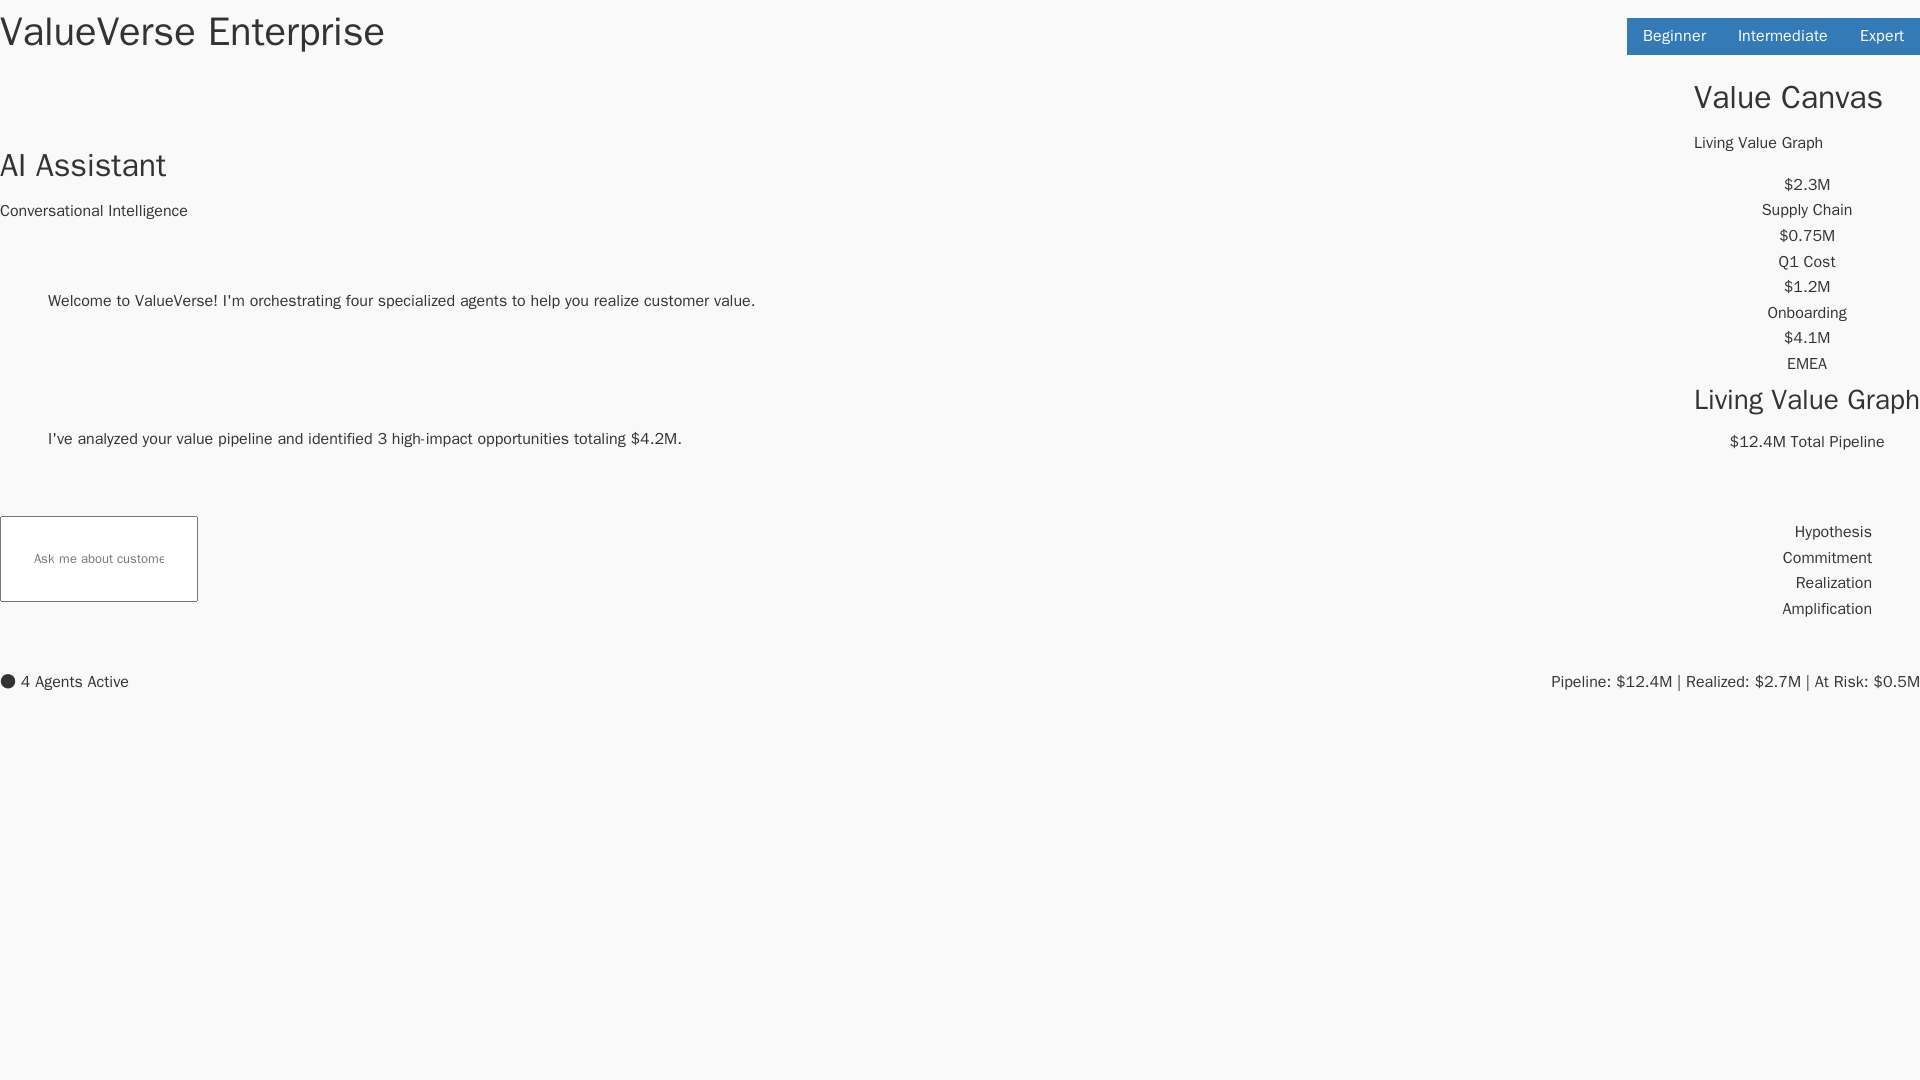 ValueVerse Enterprise
Beginner Intermediate Expert
AI Assistant
Conversational Intelligence
Welcome to ValueVerse! I'm orchestrating four specialized agents to help you realize customer value.
I've analyzed your value pipeline and identified 3 high-impact opportunities totaling $4.2M.
Ask me about custome
Value Canvas
Living Value Graph
$2.3M
Supply Chain
$0.75M
Q1 Cost
$1.2M
Onboarding
$4.1M
EMEA
Living Value Graph
$12.4M Total Pipeline
Hypothesis
Commitment
Realization
Amplification
4 Agents Active
Pipeline: $12.4M | Realized: $2.7M | At Risk: $0.5M